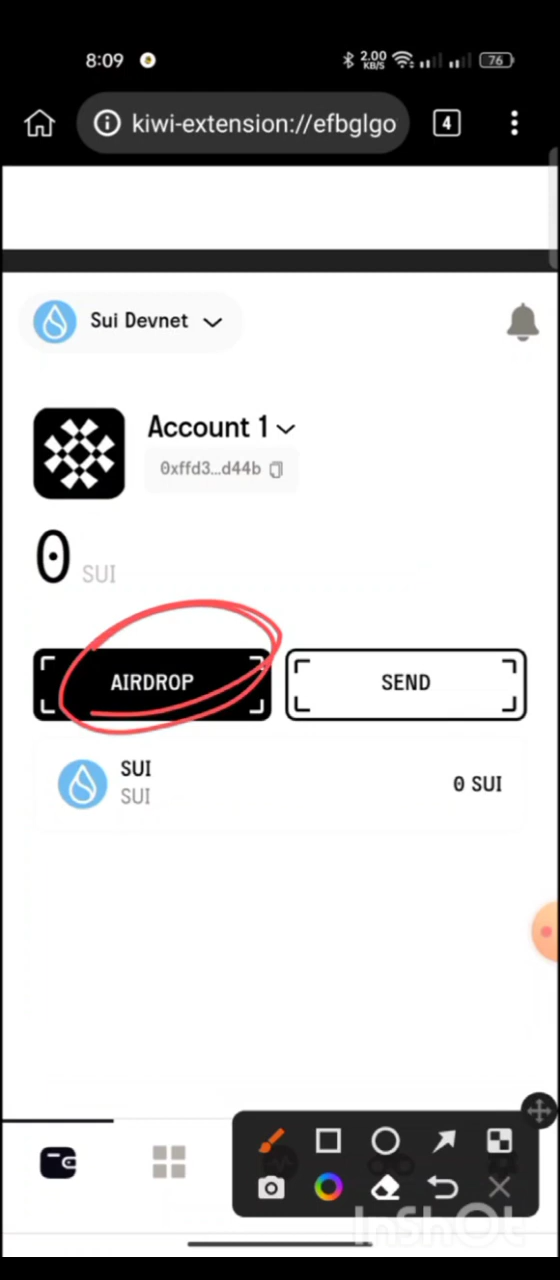 8:09
2.00
KB/S
76
kiwi-extension://efbglgo
4
Sui Devnet
Account 1
0xffd3...d44b
0 SUI
AIRDROP
SEND
SUI
SUI
0 SUI
InShOt